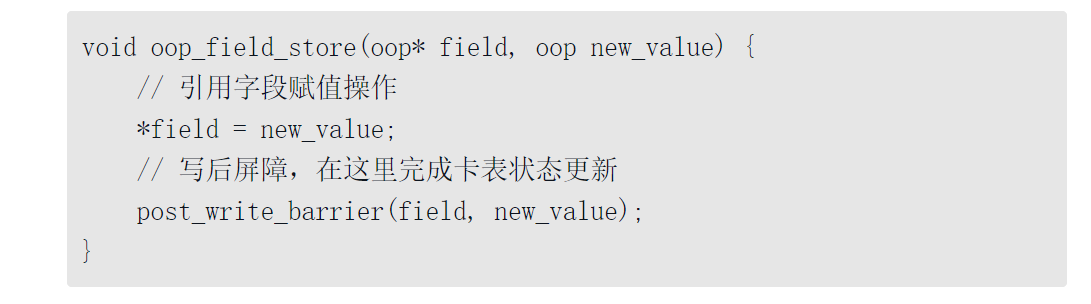 void oop_field_store(oop* field, oop new_value) {
    // 引用字段赋值操作
    *field = new_value;
    // 写后屏障，在这里完成卡表状态更新
    post_write_barrier(field, new_value);
}